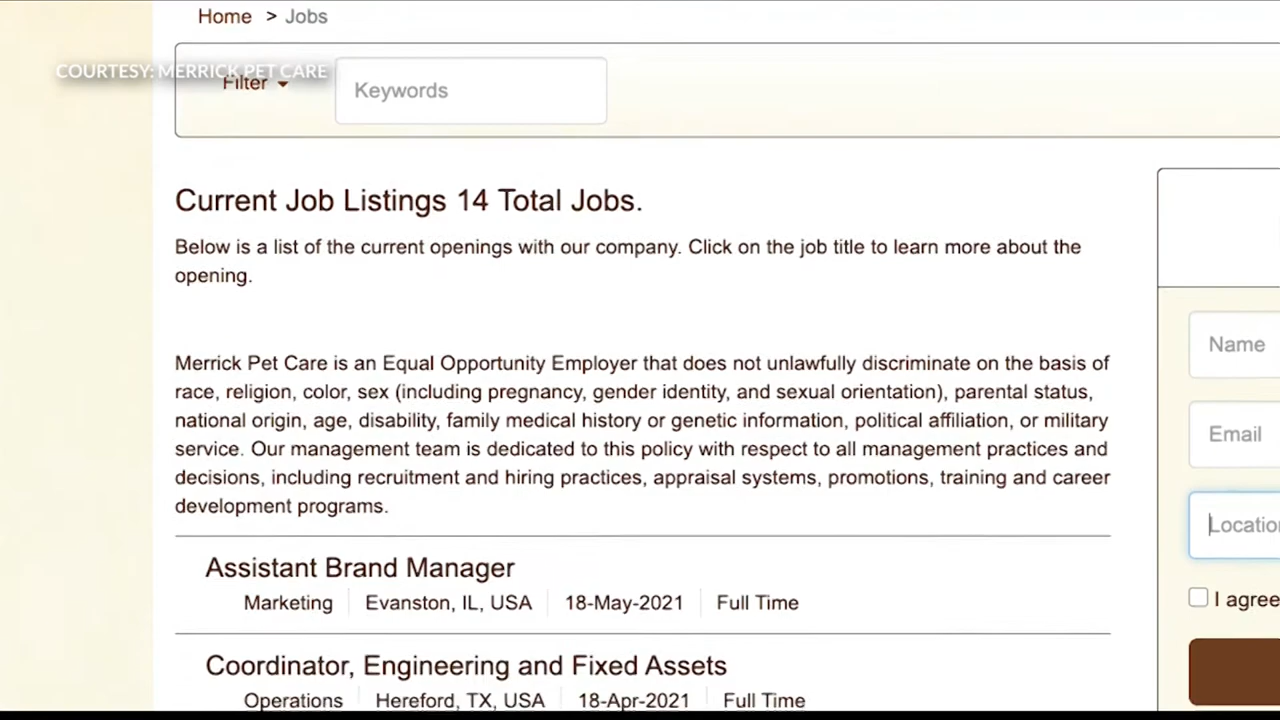 Home > Jobs
COURTESY: MERRICK PET CARE
Filter
Keywords
Current Job Listings 14 Total Jobs.
Below is a list of the current openings with our company. Click on the job title to learn more about the
opening.
Merrick Pet Care is an Equal Opportunity Employer that does not unlawfully discriminate on the basis of
race, religion, color, sex (including pregnancy, gender identity, and sexual orientation), parental status,
national origin, age, disability, family medical history or genetic information, political affiliation, or military
service. Our management team is dedicated to this policy with respect to all management practices and
decisions, including recruitment and hiring practices, appraisal systems, promotions, training and career
development programs.
Assistant Brand Manager
Marketing Evanston, IL, USA 18-May-2021 Full Time
Coordinator, Engineering and Fixed Assets
Operations Hereford, TX, USA 18-Apr-2021 Full Time
Name
Email
Locatio
I agree